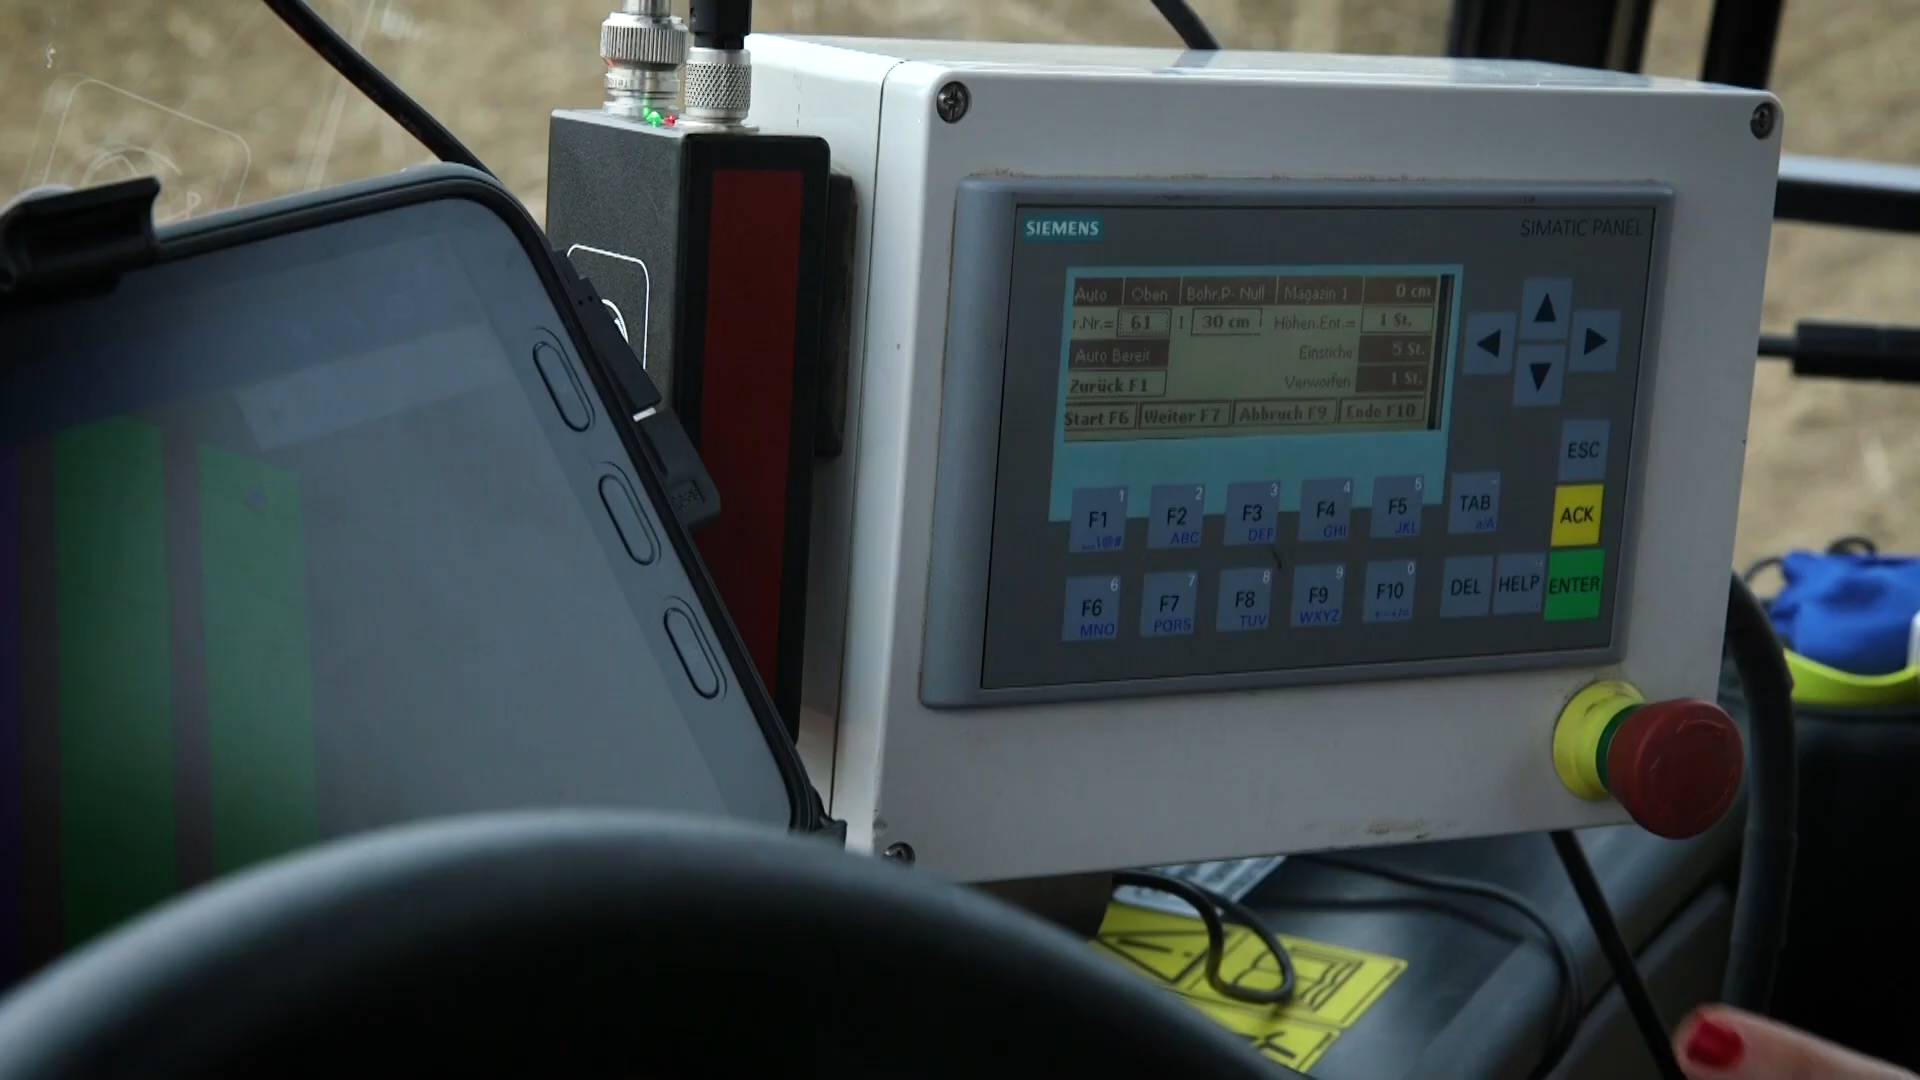 SIEMENS
SIMATIC PANEL
Auto Oben Bohr.P- Null Magazin 1 0 cm
r.Nr.= 61 1 30 cm Höhen.Ent.= 1 St.
Auto Bereit Einstiche 5 St.
Zurück F1 Verworfen 1 St.
Start F6 Weiter F7 Abbruch F9 Ende F10
ESC
F1 1 F2 2 ABC F3 3 DEF F4 4 GHI F5 5 JKL TAB a/A ACK
F6 6 MNO F7 7 PQRS F8 8 TUV F9 9 WXYZ F10 0 +-*/= DEL HELP ENTER